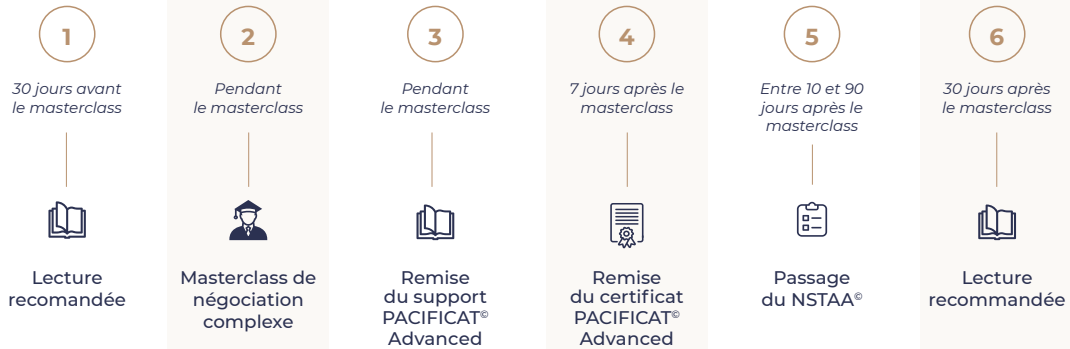 1
30 jours avant
le masterclass
Lecture
recomandée
2
Pendant
le masterclass
Masterclass de
négociation
complexe
3
Pendant
le masterclass
Remise
du support
PACIFICAT©
Advanced
4
7 jours après le
masterclass
Remise
du certificat
PACIFICAT©
Advanced
5
Entre 10 et 90
jours après le
masterclass
Passage
du NSTAA©
6
30 jours après
le masterclass
Lecture
recommandée